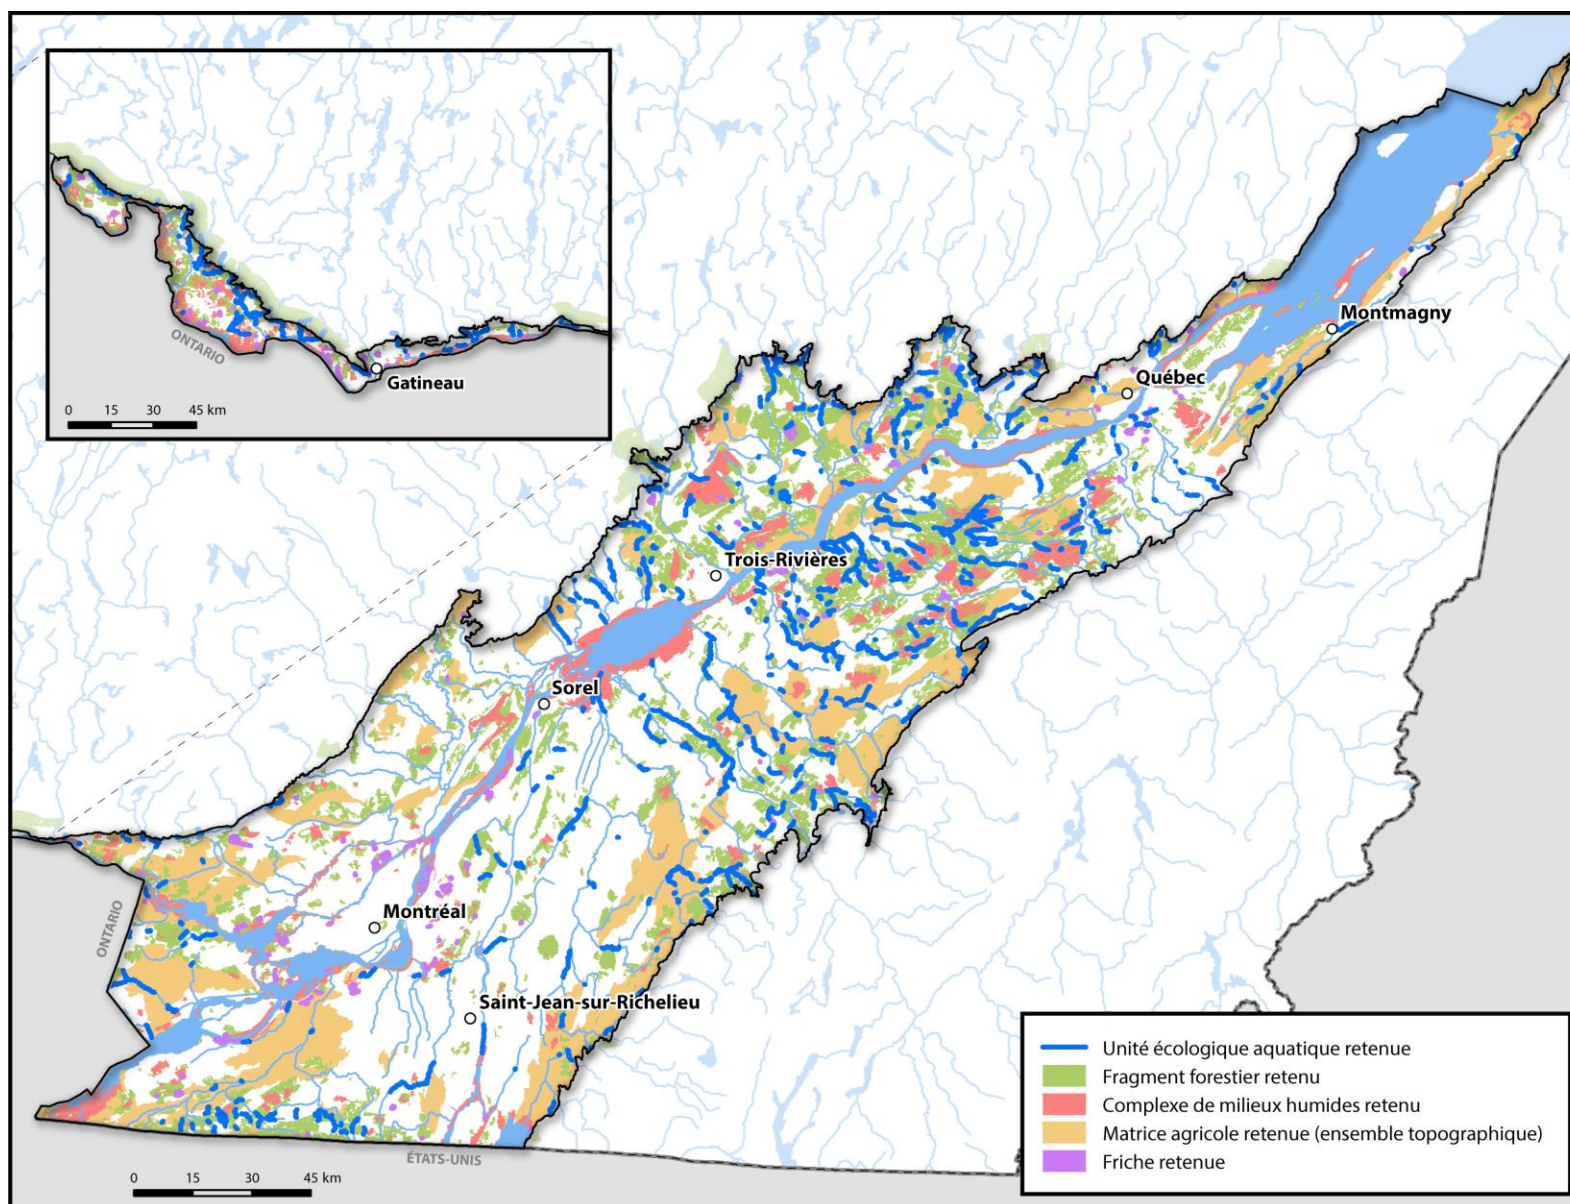 ONTARIO
Gatineau
0 15 30 45 km
Montmagny
Québec
Trois-Rivières
Sorel
ONTARIO
Montréal
Saint-Jean-sur-Richelieu
ÉTATS-UNIS
0 15 30 45 km
Unité écologique aquatique retenue
Fragment forestier retenu
Complexe de milieux humides retenu
Matrice agricole retenue (ensemble topographique)
Friche retenue